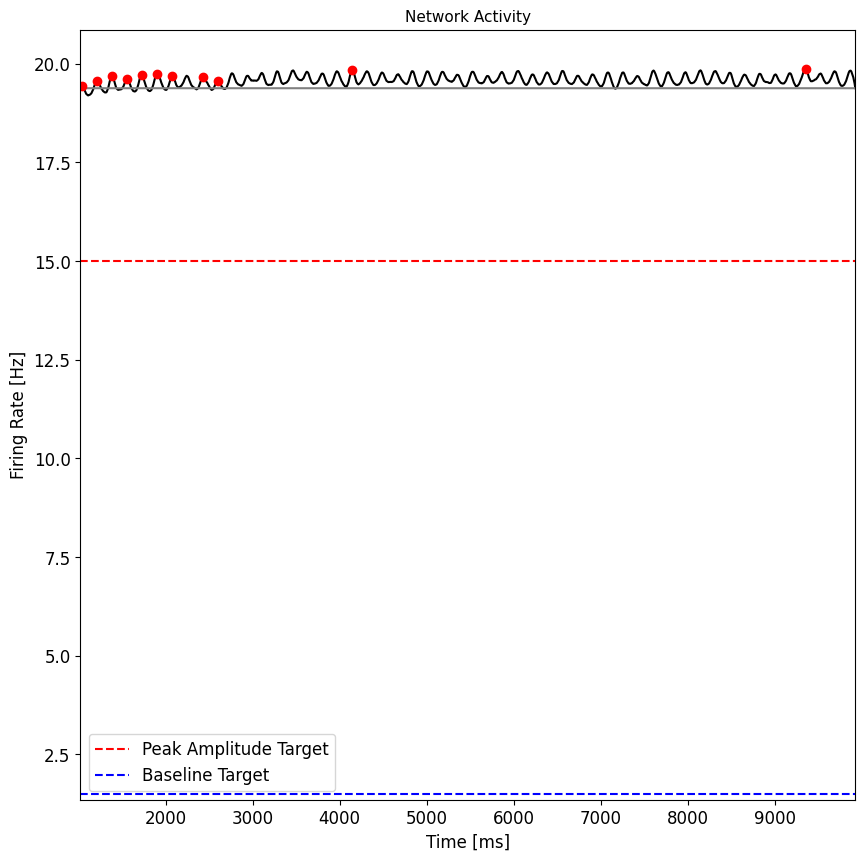 Network Activity
20.0
17.5
15.0
12.5
10.0
7.5
5.0
2.5
Firing Rate [Hz]
Peak Amplitude Target
Baseline Target
2000 3000 4000 5000 6000 7000 8000 9000
Time [ms]